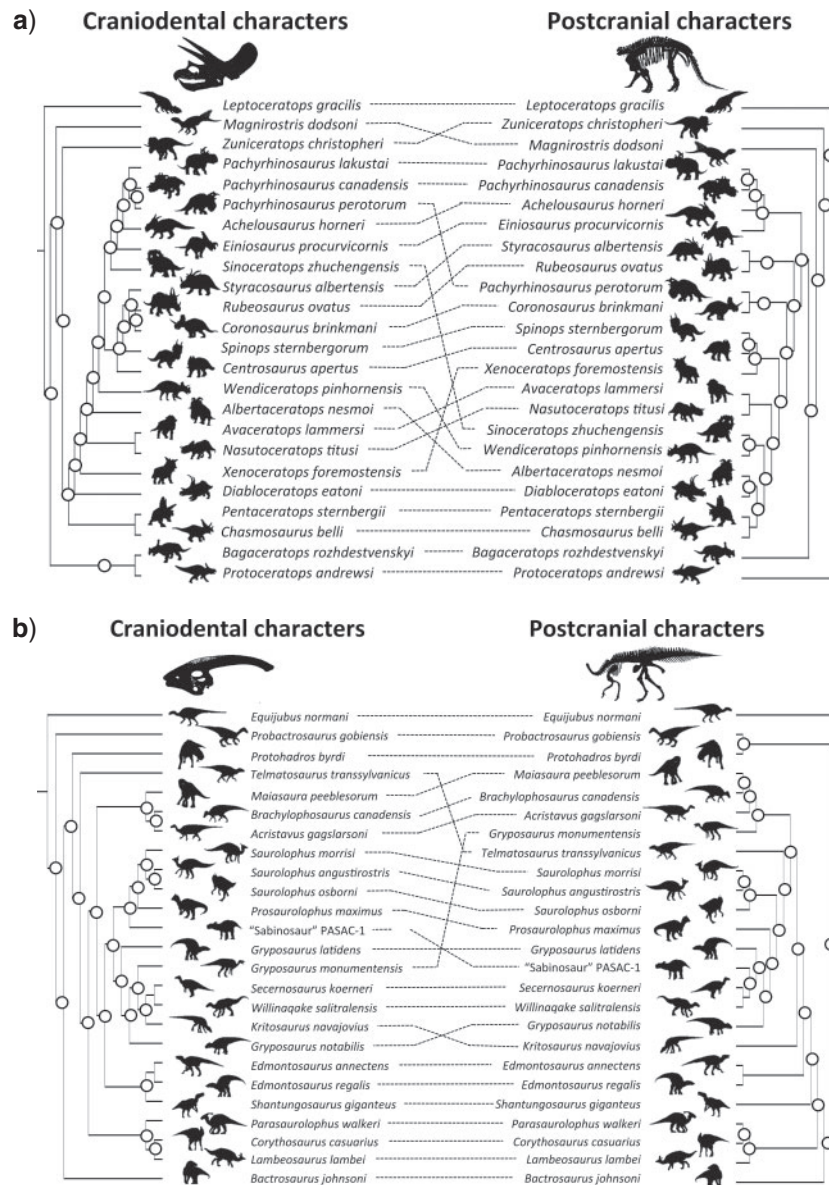 a)
Craniodental characters Postcranial characters
Leptoceratops gracilis Leptoceratops gracilis
Magnirostris dodsoni Zuniceratops christopheri
Zuniceratops christopheri Magnirostris dodsoni
Pachyrhinosaurus lakustai Pachyrhinosaurus lakustai
Pachyrhinosaurus canadensis Pachyrhinosaurus canadensis
Pachyrhinosaurus perotorum Achelousaurus horneri
Achelousaurus horneri Einiosaurus procurvicornis
Einiosaurus procurvicornis Styracosaurus albertensis
Sinoceratops zhuchengensis Rubeosaurus ovatus
Styracosaurus albertensis Pachyrhinosaurus perotorum
Rubeosaurus ovatus Coronosaurus brinkmani
Coronosaurus brinkmani Spinops sternbergorum
Spinops sternbergorum Centrosaurus apertus
Centrosaurus apertus Xenoceratops foremostensis
Wendiceratops pinhornensis Avaceratops lammersi
Albertaceratops nesmoi Nasutoceratops titusi
Avaceratops lammersi Sinoceratops zhuchengensis
Nasutoceratops titusi Wendiceratops pinhornensis
Xenoceratops foremostensis Albertaceratops nesmoi
Diabloceratops eatoni Diabloceratops eatoni
Pentaceratops sternbergii Pentaceratops sternbergii
Chasmosaurus belli Chasmosaurus belli
Bagaceratops rozhdestvenskyi Bagaceratops rozhdestvenskyi
Protoceratops andrewsi Protoceratops andrewsi
b)
Craniodental characters Postcranial characters
Equijubus normani Equijubus normani
Probactrosaurus gobiensis Probactrosaurus gobiensis
Protohadros byrdi Protohadros byrdi
Telmatosaurus transsylvanicus Maiasaura peeblesorum
Maiasaura peeblesorum Brachylophosaurus canadensis
Brachylophosaurus canadensis Acristavus gagslarsoni
Acristavus gagslarsoni Gryposaurus monumentensis
Saurolophus morrisi Telmatosaurus transsylvanicus
Saurolophus angustirostris Saurolophus morrisi
Saurolophus osborni Saurolophus angustirostris
Prosaurolophus maximus Saurolophus osborni
"Sabinosaur" PASAC-1 Prosaurolophus maximus
Gryposaurus latidens Gryposaurus latidens
Gryposaurus monumentensis "Sabinosaur" PASAC-1
Secernosaurus koerneri Secernosaurus koerneri
Willinaqake salitralensis Willinaqake salitralensis
Kritosaurus navajovius Gryposaurus notabilis
Gryposaurus notabilis Kritosaurus navajovius
Edmontosaurus annectens Edmontosaurus annectens
Edmontosaurus regalis Edmontosaurus regalis
Shantungosaurus giganteus Shantungosaurus giganteus
Parasaurolophus walkeri Parasaurolophus walkeri
Corythosaurus casuarius Corythosaurus casuarius
Lambeosaurus lambei Lambeosaurus lambei
Bactrosaurus johnsoni Bactrosaurus johnsoni